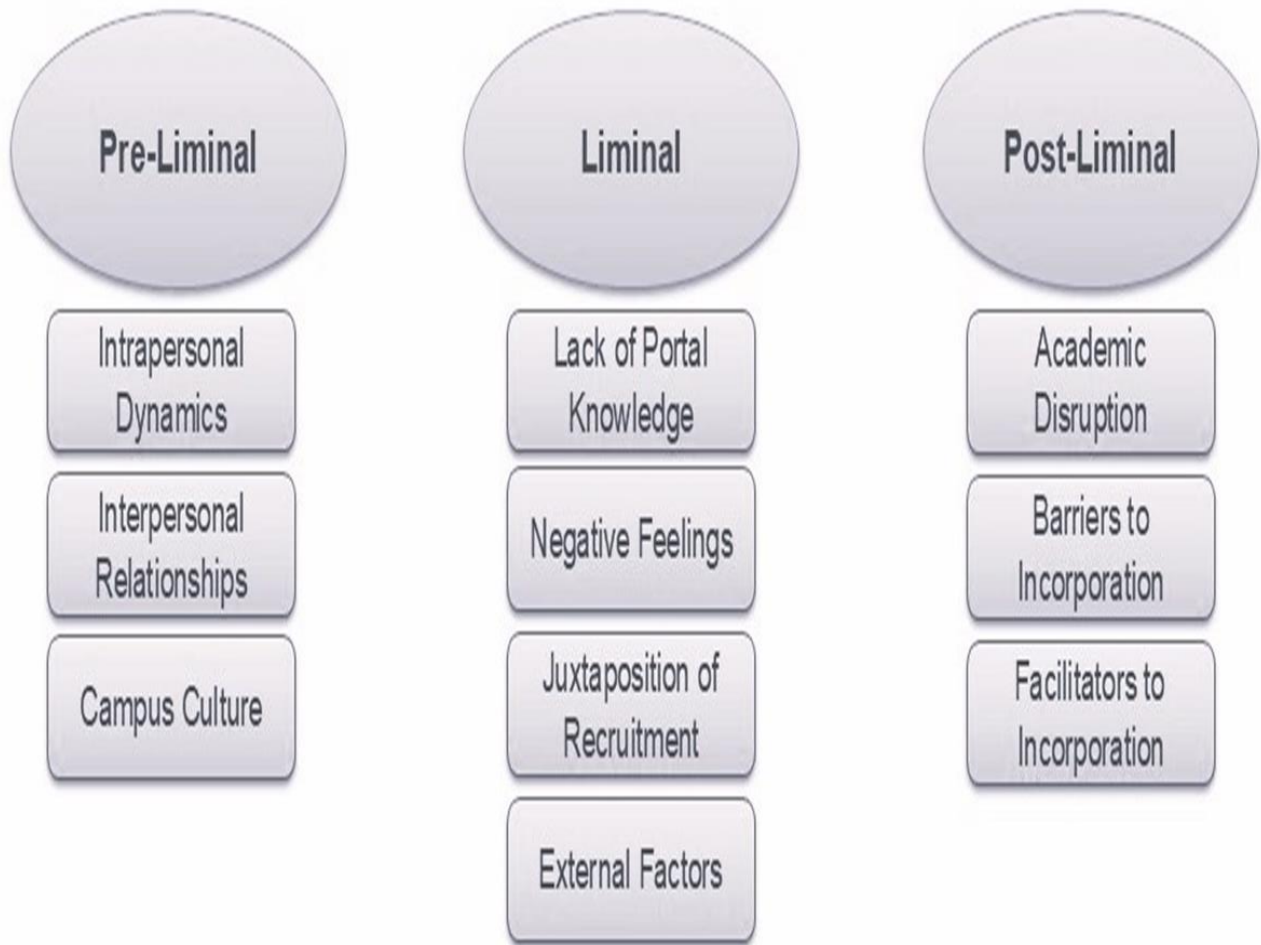 Pre-Liminal
Intrapersonal
Dynamics
Interpersonal
Relationships
Campus Culture
Liminal
Lack of Portal
Knowledge
Negative Feelings
Juxtaposition of
Recruitment
External Factors
Post-Liminal
Academic
Disruption
Barriers to
Incorporation
Facilitators to
Incorporation